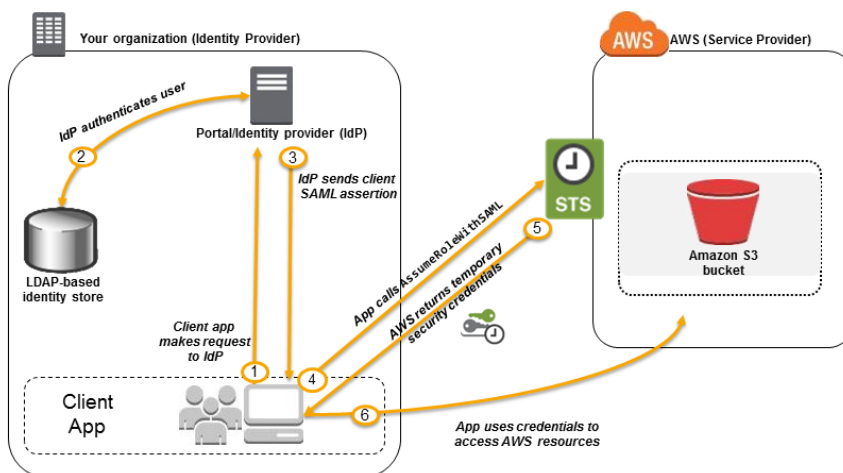 Your organization (Identity Provider)
AWS
AWS (Service Provider)
IdP authenticates user
Portal/Identity provider (IdP)
2
3
IdP sends client
SAML assertion
STS
5
Amazon S3
bucket
LDAP-based
identity store
App calls AssumeRoleWithSAML
AWS returns temporary
security credentials
Client app
makes request
to IdP
1
4
Client
App
6
App uses credentials to
access AWS resources